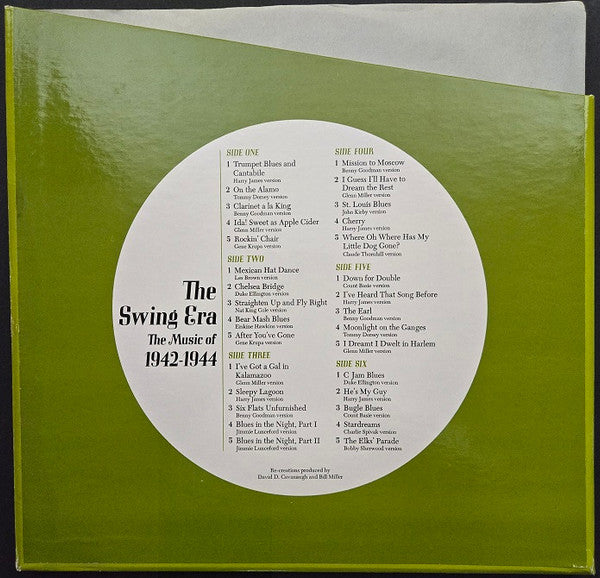 The
Swing Era
The Music of
1942-1944
SIDE ONE
1 Trumpet Blues and
Cantabile
Harry James version
2 On the Alamo
Tommy Dorsey version
3 Clarinet a la King
Benny Goodman version
4 Ida! Sweet as Apple Cider
Glenn Miller version
5 Rockin' Chair
Gene Krupa version
SIDE TWO
1 Mexican Hat Dance
Les Brown version
2 Chelsea Bridge
Duke Ellington version
3 Straighten Up and Fly Right
Nat King Cole version
4 Bear Mash Blues
Erskine Hawkins version
5 After You've Gone
Gene Krupa version
SIDE THREE
1 I've Got a Gal in
Kalamazoo
Glenn Miller version
2 Sleepy Lagoon
Harry James version
3 Six Flats Unfurnished
Benny Goodman version
4 Blues in the Night, Part I
Jimmie Lunceford version
5 Blues in the Night, Part II
Jimmie Lunceford version
SIDE FOUR
1 Mission to Moscow
Benny Goodman version
2 I Guess I'll Have to
Dream the Rest
Glenn Miller version
3 St. Louis Blues
John Kirby version
4 Cherry
Harry James version
5 Where Oh Where Has My
Little Dog Gone?
Claude Thornhill version
SIDE FIVE
1 Down for Double
Count Basie version
2 I've Heard That Song Before
Harry James version
3 The Earl
Benny Goodman version
4 Moonlight on the Ganges
Tommy Dorsey version
5 I Dreamt I Dwelt in Harlem
Glenn Miller version
SIDE SIX
1 C Jam Blues
Duke Ellington version
2 He's My Guy
Harry James version
3 Bugle Blues
Count Basie version
4 Stardreams
Charlie Spivak version
5 The Elks' Parade
Bobby Sherwood version
Re-creations produced by
David D. Cavanaugh and Bill Miller